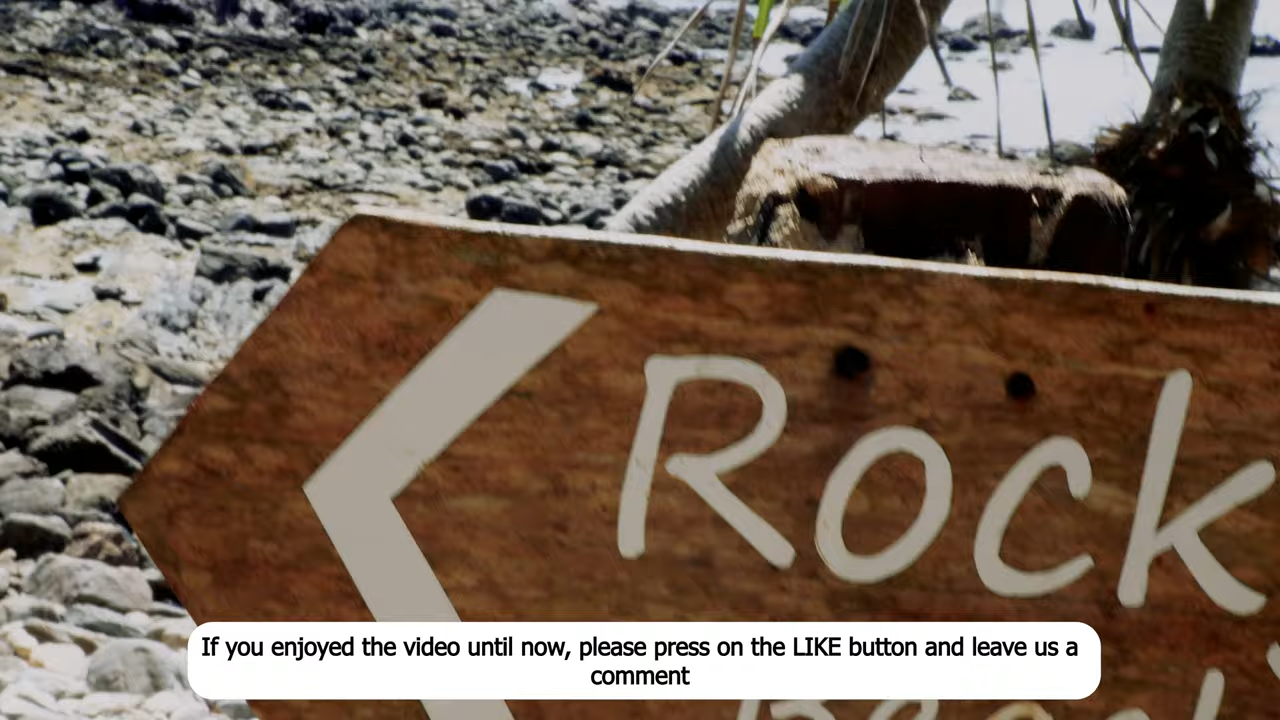 Rock
If you enjoyed the video until now, please press on the LIKE button and leave us a
comment